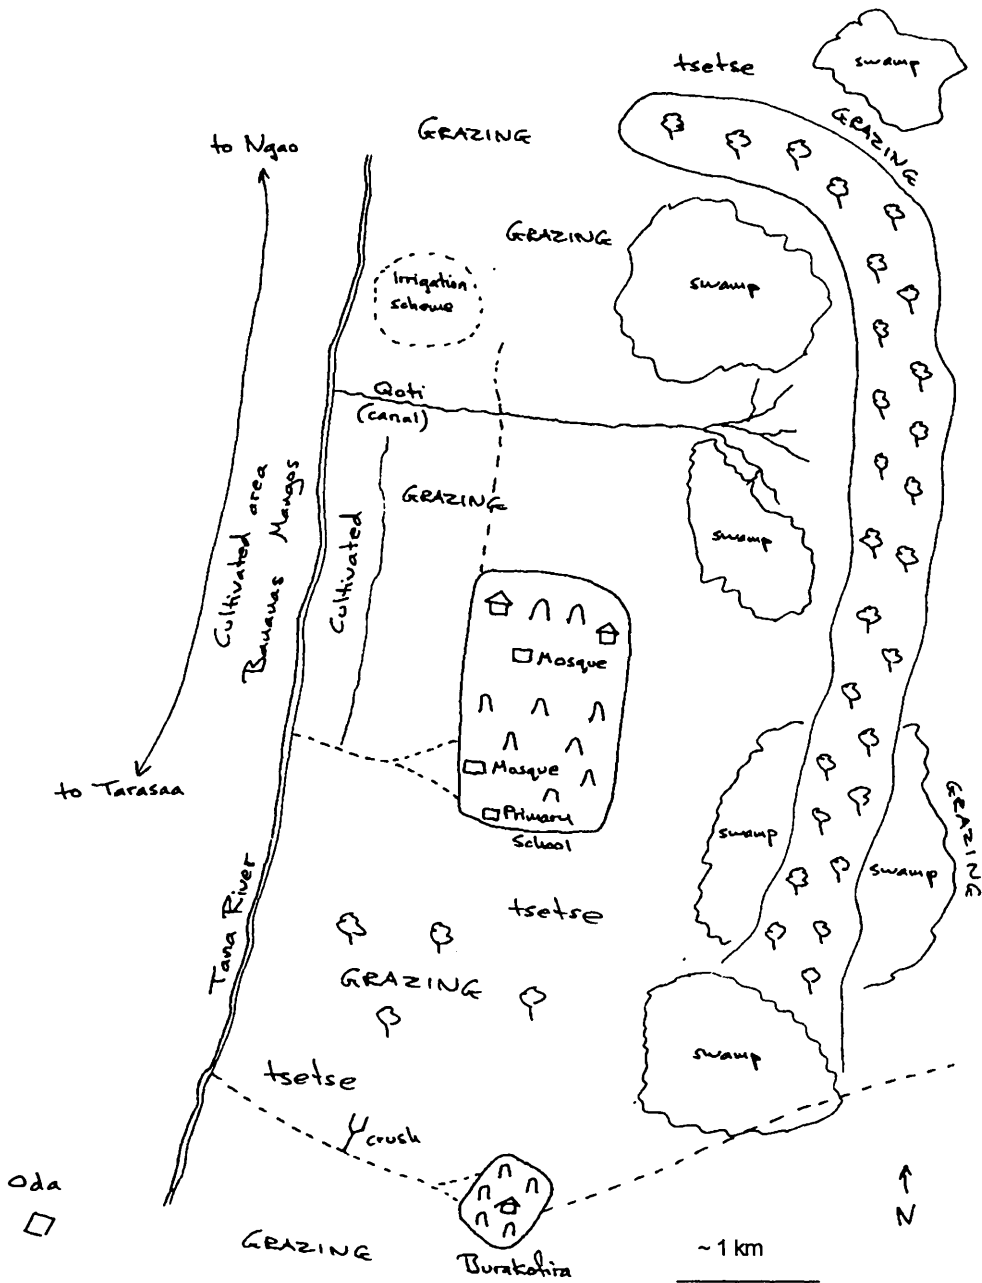 tsetse
swamp
GRAZING
GRAZING
to Ngao
GRAZING
Irrigation
scheme
swamp
Qoti
(canal)
GRAZING
Cultivated area
Bananas Mangos
Cultivated
swamp
Mosque
Mosque
Primary
School
to Tarasaa
swamp
swamp
GRAZING
Tana River
tsetse
GRAZING
swamp
tsetse
crush
Oda
N
GRAZING
Burakofira
~ 1 km